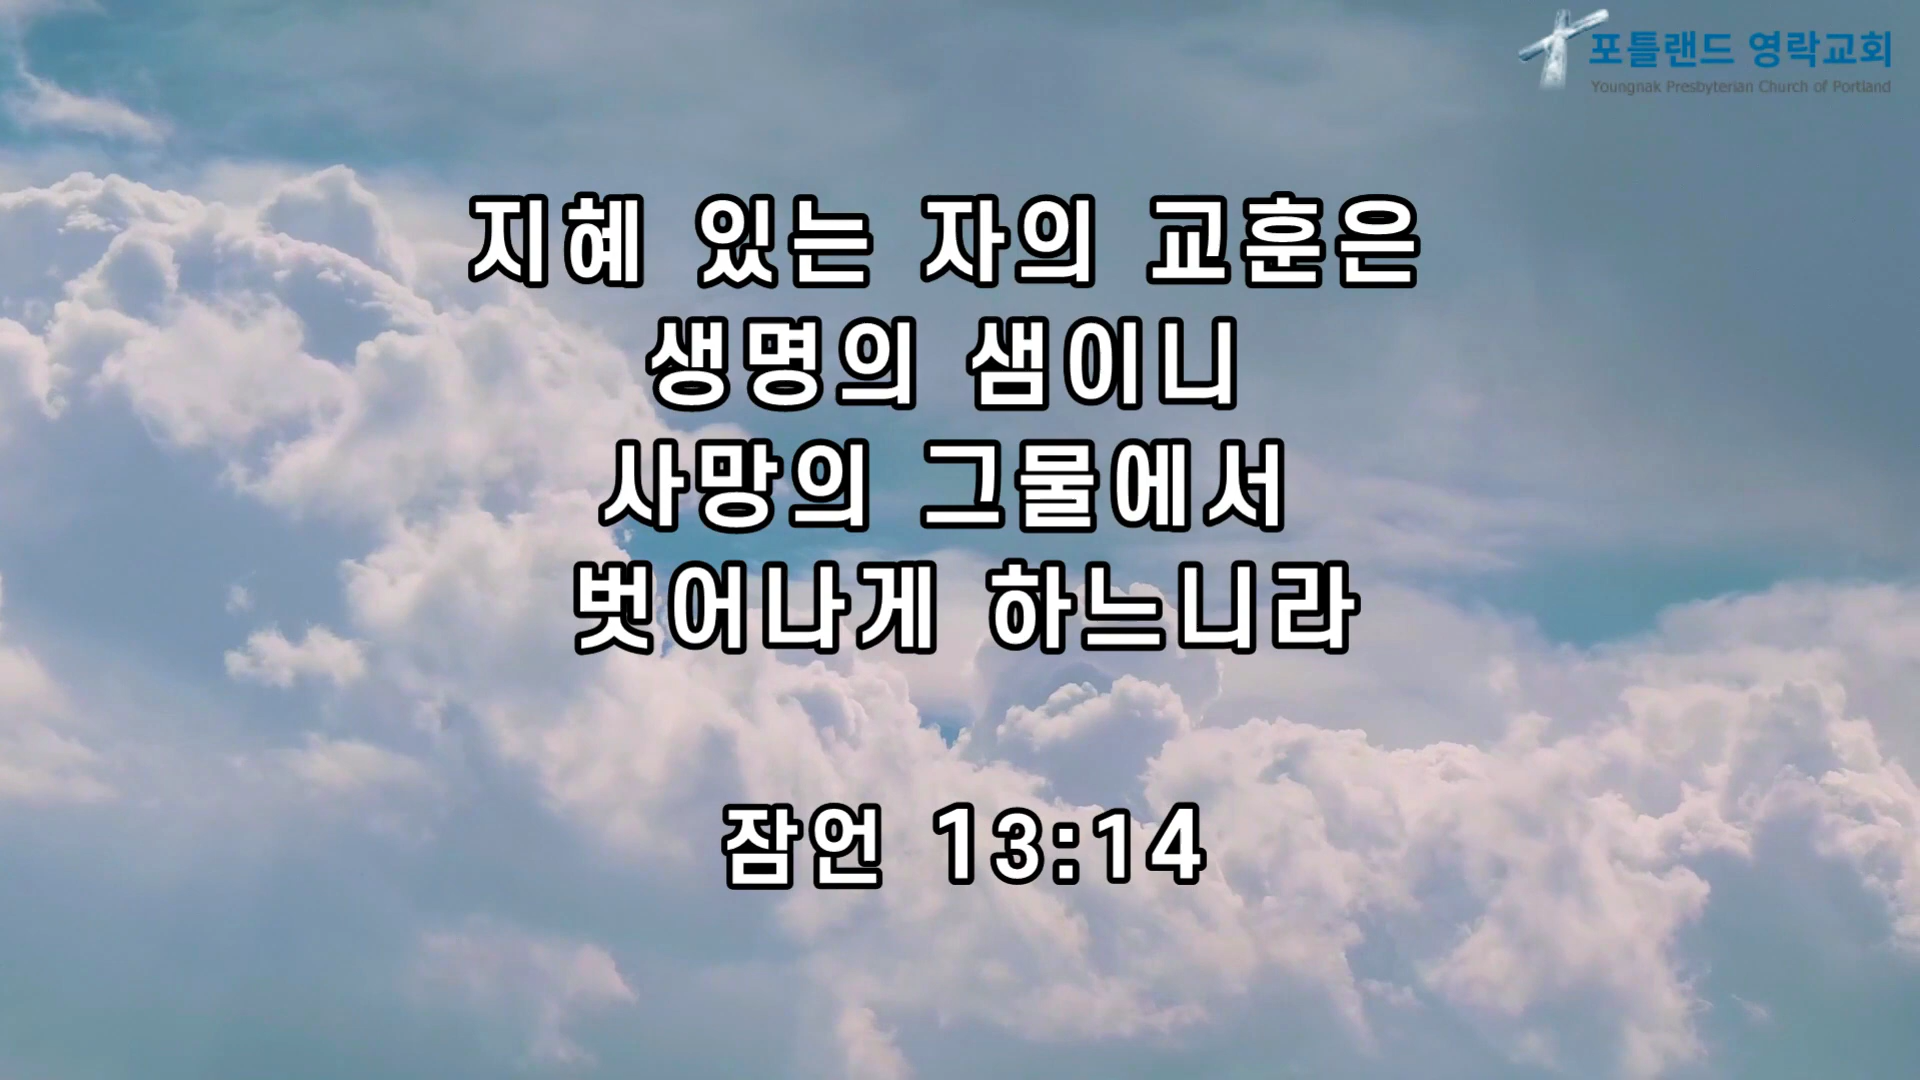 포틀랜드 영락교회
Youngnak Presbyterian Church of Portland
지혜 있는 자의 교훈은
생명의 샘이니
사망의 그물에서
벗어나게 하느니라
잠언 13:14